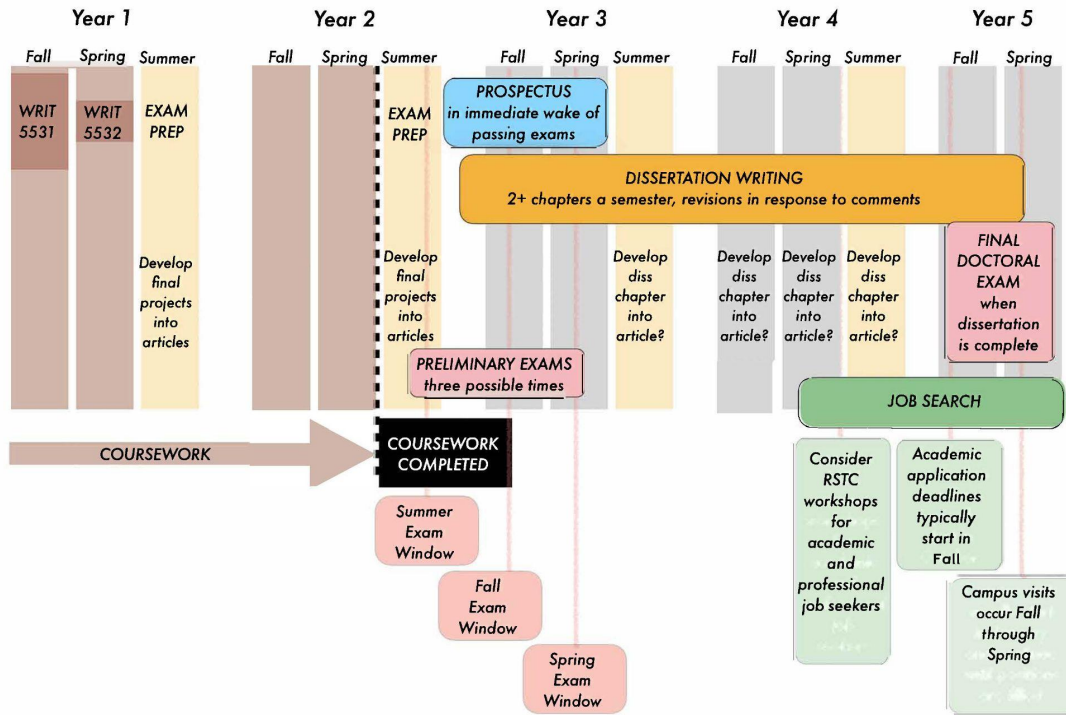 Year 1
Year 2
Year 3
Year 4
Year 5
Fall
Spring
Summer
Fall
Spring
Summer
Fall
Spring
Summer
Fall
Spring
Summer
Fall
Spring
WRIT
5531
WRIT
5532
EXAM
PREP
EXAM
PREP
PROSPECTUS
in immediate wake of
passing exams
DISSERTATION WRITING
2+ chapters a semester, revisions in response to comments
Develop
final
projects
into
articles
Develop
final
projects
into
articles
Develop
diss
chapter
into
article?
Develop
diss
chapter
into
article?
Develop
diss
chapter
into
article?
Develop
diss
chapter
into
article?
FINAL
DOCTORAL
EXAM
when
dissertation
is complete
PRELIMINARY EXAMS
three possible times
JOB SEARCH
COURSEWORK
COURSEWORK
COMPLETED
Summer
Exam
Window
Fall
Exam
Window
Spring
Exam
Window
Consider
RSTC
workshops
for
academic
and
professional
job seekers
Academic
application
deadlines
typically
start in
Fall
Campus visits
occur Fall
through
Spring